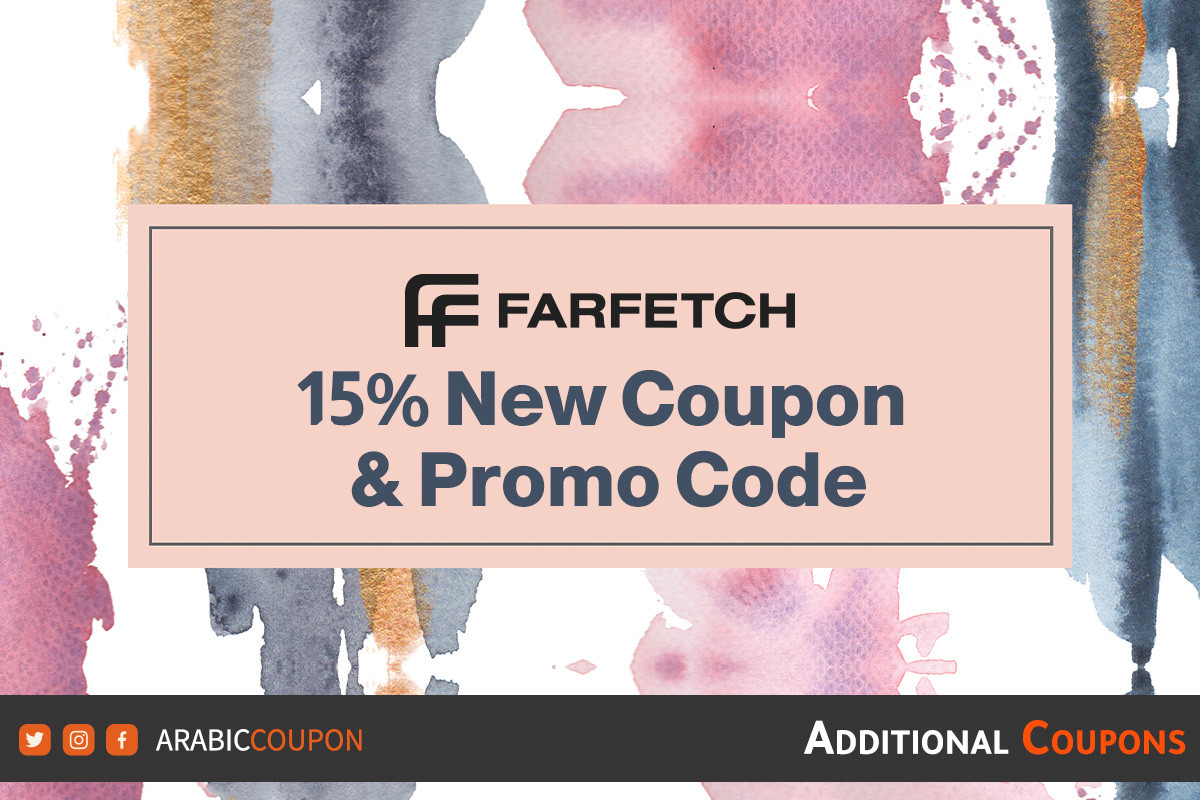 FARFETCH
15% New Coupon
& Promo Code
ARABICCOUPON
ADDITIONAL COUPONS